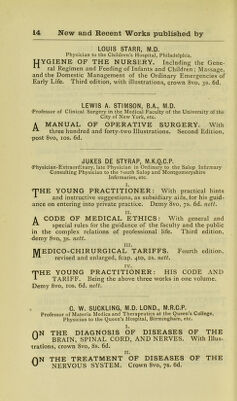 14 New and Recent Works published by
LOUIS STARR, M.D.
Physician to the Children's Hospital, Philadelphia.
HYGIENE OF THE NURSERY. Including the Gene-
ral Regimen and Feeding of Infants and Children; Massage,
and the Domestic Management of the Ordinary Emergencies of
Early Life. Third edition, with illustrations, crown 8vo, 3s. 6d.
LEWIS A. STIMSON, B.A., M.D.
Professor of Clinical Surgery in the Medical Faculty of the University of the
City of New York, etc.
A MANUAL OF OPERATIVE SURGERY. With
three hundred and forty-two Illustrations. Second Edition,
post 8vo, 10s. 6d.
JUKES DE STYRAP, M.K.Q.C.P.
Physician-Extraordinary, late Physician in Ordinary to the Salop Infirmary
Consulting Physician to the South Salop and Montgomeryshire
Infirmaries, etc.
I.
THE YOUNG PRACTITIONER: With practical hints
and instructive suggestions, as subsidiary aids, for his guid-
ance on entering into private practice. Demy 8vo, 7s. 6d. nett.
II.
A CODE OF MEDICAL ETHICS: With general and
special rules for the guidance of the faculty and the public
in the complex relations of professional life. Third edition,
demy 8vo, 3s. nett.
III.
MEDICO-CHIRURGICAL TARIFFS. Fourth edition,
revised and enlarged, fcap. 4to, 2s. nett.
IV.
THE YOUNG PRACTITIONER: HIS CODE AND
TARIFF. Being the above three works in one volume.
Demy 8vo, 10s. 6d. nett.
C. W. SUCKLING, M.D. LOND., M.R.C.P.
Professor of Materia Medica and Therapeutics at the Queen's College,
Physician to the Queen's Hospital, Birmingham, etc.
I.
ON THE DIAGNOSIS OF DISEASES OF THE
BRAIN, SPINAL CORD, AND NERVES. With Illus-
trations, crown 8vo, 8s. 6d.
II.
ON THE TREATMENT OF DISEASES OF THE
NERVOUS SYSTEM. Crown 8vo, 7s. 6d.